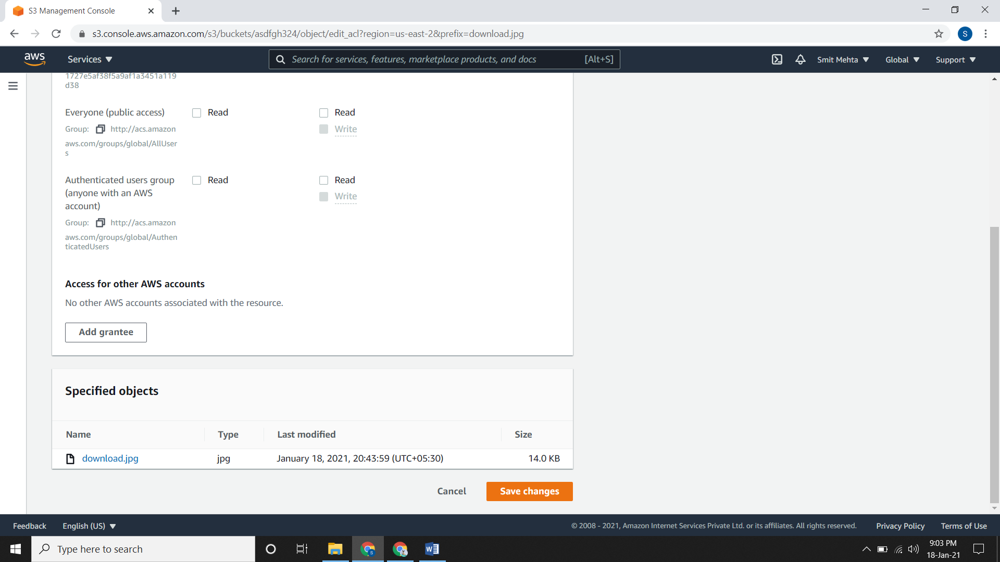 S3 Management Console
s3.console.aws.amazon.com/s3/buckets/asdfgh324/object/edit_acl?region=us-east-2&prefix=download.jpg
S
aws
Services
Search for services, features, marketplace products, and docs
[Alt+S]
Smit Mehta
Global
Support
1727e5af38f5a9af1a3451a119
d38
Everyone (public access)
Read
Read
Group: http://acs.amazon
Write
aws.com/groups/global/AllUser
s
Authenticated users group
Read
Read
(anyone with an AWS
Write
account)
Group: http://acs.amazon
aws.com/groups/global/Authen
ticatedUsers
Access for other AWS accounts
No other AWS accounts associated with the resource.
Add grantee
Specified objects
Name
Type
Last modified
Size
download.jpg
jpg
January 18, 2021, 20:43:59 (UTC+05:30)
14.0 KB
Cancel
Save changes
Feedback
English (US)
© 2008 - 2021, Amazon Internet Services Private Ltd. or its affiliates. All rights reserved.
Privacy Policy
Terms of Use
Type here to search
9:03 PM
18-Jan-21